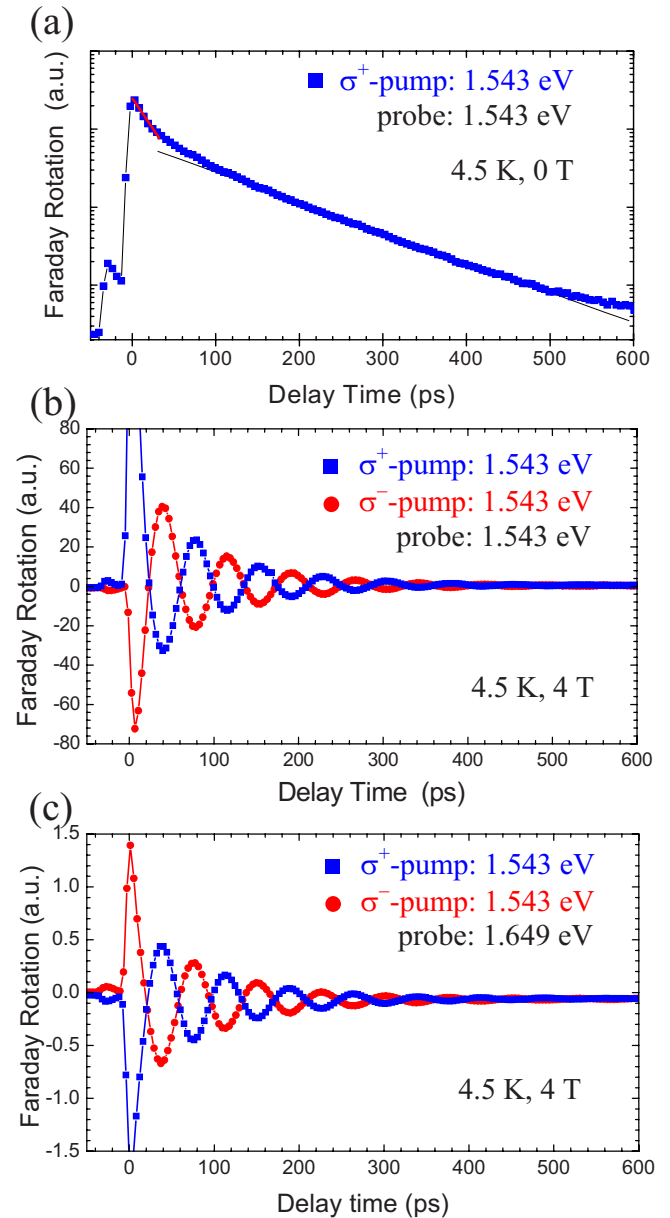 (a)
Faraday Rotation (a.u.)
σ⁺-pump: 1.543 eV
probe: 1.543 eV
4.5 K, 0 T
0 100 200 300 400 500 600
Delay Time (ps)
(b)
Faraday Rotation (a.u.)
80
60
40
20
0
-20
-40
-60
-80
σ⁺-pump: 1.543 eV
σ⁻-pump: 1.543 eV
probe: 1.543 eV
4.5 K, 4 T
0 100 200 300 400 500 600
Delay Time (ps)
(c)
Faraday Rotation (a.u.)
1.5
1.0
0.5
0.0
-0.5
-1.0
-1.5
σ⁺-pump: 1.543 eV
σ⁻-pump: 1.543 eV
probe: 1.649 eV
4.5 K, 4 T
0 100 200 300 400 500 600
Delay time (ps)